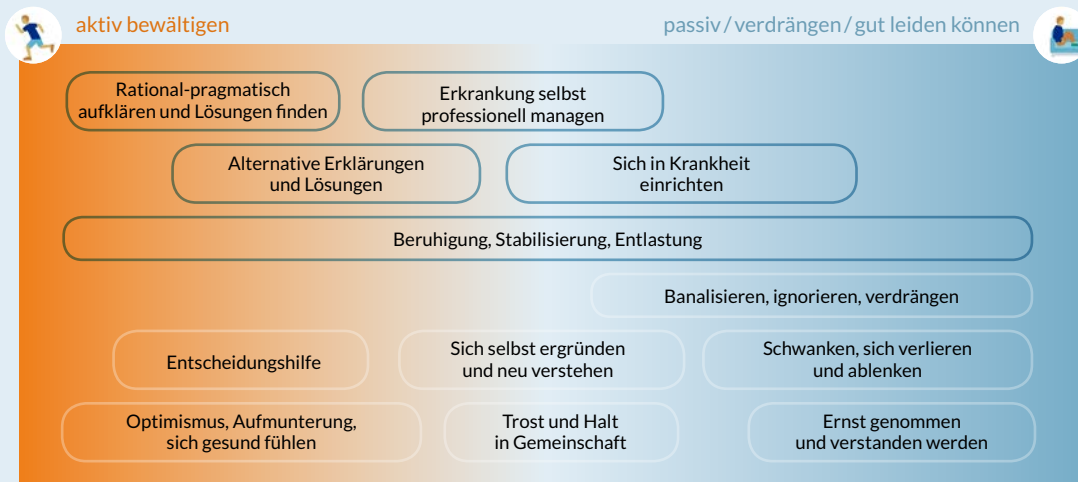 aktiv bewältigen
passiv / verdrängen / gut leiden können
Rational-pragmatisch
aufklären und Lösungen finden
Erkrankung selbst
professionell managen
Alternative Erklärungen
und Lösungen
Sich in Krankheit
einrichten
Beruhigung, Stabilisierung, Entlastung
Banalisieren, ignorieren, verdrängen
Entscheidungshilfe
Sich selbst ergründen
und neu verstehen
Schwanken, sich verlieren
und ablenken
Optimismus, Aufmunterung,
sich gesund fühlen
Trost und Halt
in Gemeinschaft
Ernst genommen
und verstanden werden